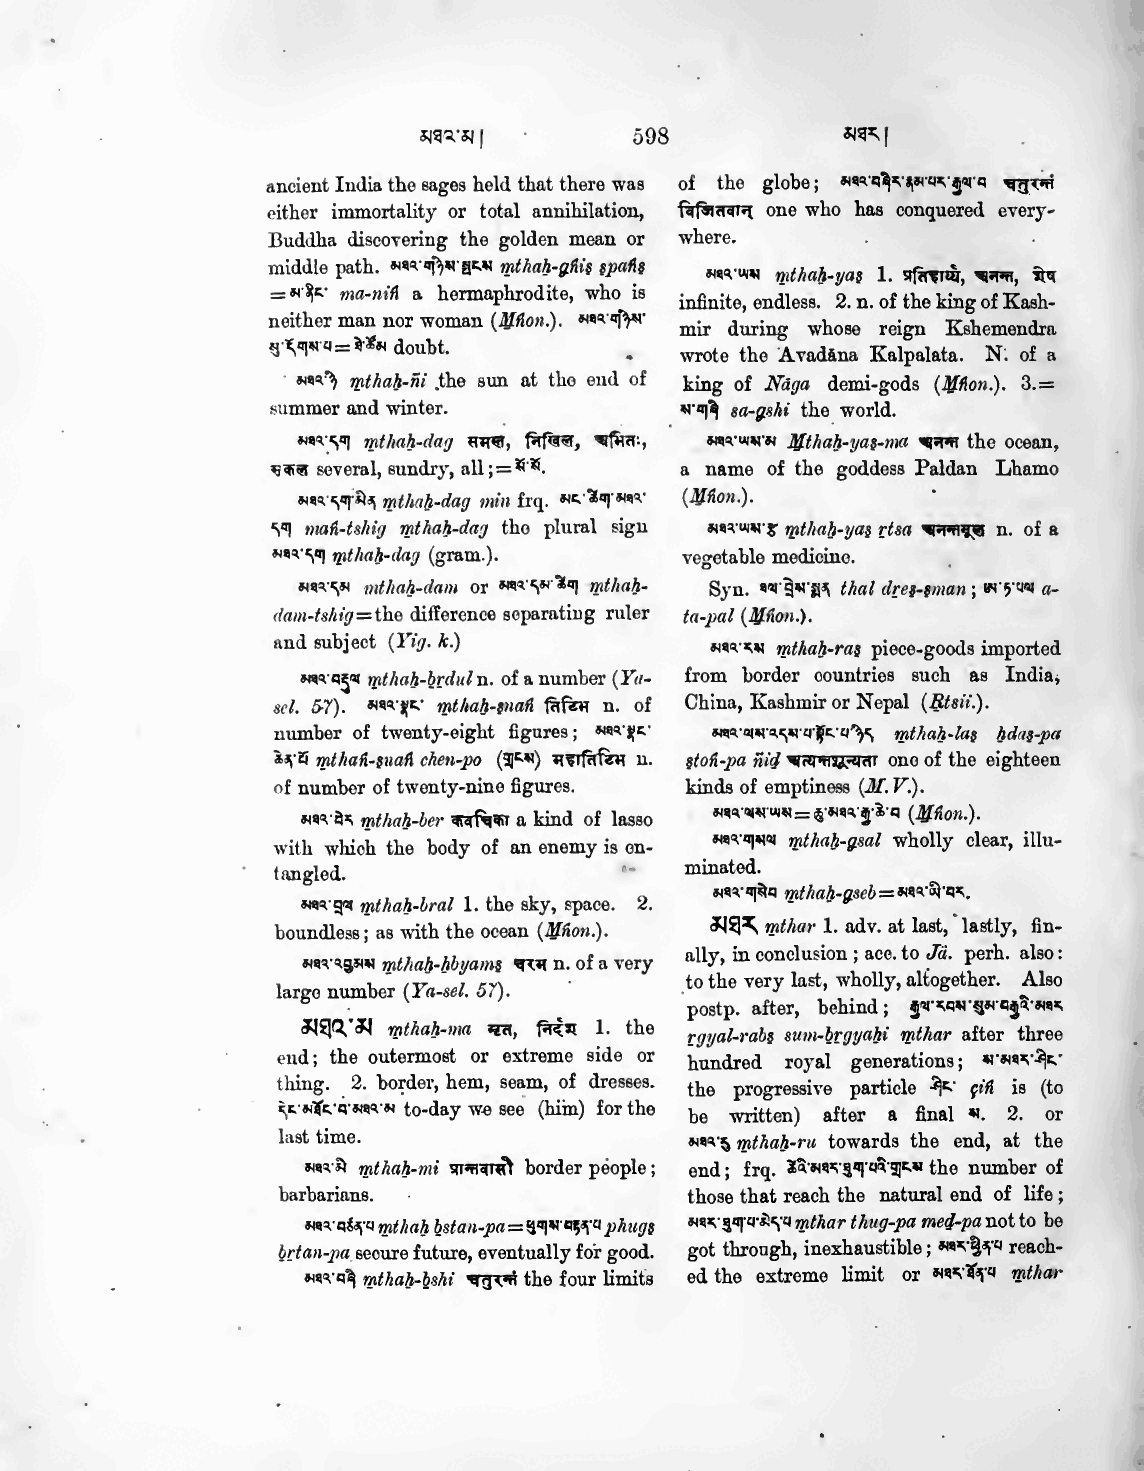 མཐའ་མ། 598 མཐར།
ancient India the sages held that there was
either immortality or total annihilation,
Buddha discovering the golden mean or
middle path. མཐའ་གཉིས་སྤངས mthaḥ-gñis spaṅs
=མ་ནིང་ ma-niṅ a hermaphrodite, who is
neither man nor woman (Mṅon.). མཐའ་གཉིས་
སུ་དོགས་པ=ཐེ་ཚོམ doubt.
མཐའ་ཉི mthaḥ-ñi the sun at the end of
summer and winter.
མཐའ་དག mthaḥ-dag समस्त, निखिल, अभितः,
सकल several, sundry, all;=སོ་སོ.
མཐའ་དག་མིན mthaḥ-dag min frq. མང་ཚིག་མཐའ་
དག maṅ-tshig mthaḥ-dag the plural sign
མཐའ་དག mthaḥ-dag (gram.).
མཐའ་དམ mthaḥ-dam or མཐའ་དམ་ཚིག mthaḥ-
dam-tshig=the difference separating ruler
and subject (Yig. k.)
མཐའ་བརྡུལ mthaḥ-brdul n. of a number (Ya-
sel. 57). མཐའ་སྣང་ mthaḥ-snaṅ तिटिभ n. of
number of twenty-eight figures; མཐའ་སྣང་
ཆེན་པོ mthaṅ-snaṅ chen-po (གྲངས) महातिटिभ n.
of number of twenty-nine figures.
མཐའ་བེར mthaḥ-ber कवचिका a kind of lasso
with which the body of an enemy is en-
tangled.
མཐའ་བྲལ mthaḥ-bral 1. the sky, space. 2.
boundless; as with the ocean (Mṅon.).
མཐའ་འབྱམས mthaḥ-ḥbyams चरम n. of a very
large number (Ya-sel. 57).
མཐའ་མ mthaḥ-ma मृत, निर्देश 1. the
end; the outermost or extreme side or
thing. 2. border, hem, seam, of dresses.
དེང་མཐོང་བ་མཐའ་མ to-day we see (him) for the
last time.
མཐའ་མི mthaḥ-mi प्रान्तवासी border people;
barbarians.
མཐའ་བཙན་པ mthaḥ bstan-pa=ཕུགས་བརྟན་པ phugs
brtan-pa secure future, eventually for good.
མཐའ་བཞི mthaḥ-bshi चतुरन्तं the four limits
of the globe; མཐའ་བཞིར་རྣམ་པར་རྒྱལ་བ चतुरन्तं
विजितवान् one who has conquered every-
where.
མཐའ་ཡས mthaḥ-yas 1. प्रतिहार्य्यं, अनन्त, शेष
infinite, endless. 2. n. of the king of Kash-
mir during whose reign Kshemendra
wrote the Avadāna Kalpalata. N. of a
king of Nāga demi-gods (Mṅon.). 3.=
ས་གཞི sa-gshi the world.
མཐའ་ཡས་མ Mthaḥ-yas-ma अनन्त the ocean,
a name of the goddess Paldan Lhamo
(Mṅon.).
མཐའ་ཡས་རྩ mthaḥ-yas rtsa अनन्तमूल n. of a
vegetable medicine.
Syn. ཐལ་དྲེས་སྨན thal dres-sman; ཨ་ཏ་པལ a-
ta-pal (Mṅon.).
མཐའ་རས mthaḥ-ras piece-goods imported
from border countries such as India,
China, Kashmir or Nepal (Rtsii.).
མཐའ་ལས་འདས་པ་སྟོང་པ་ཉིད mthaḥ-las ḥdas-pa
stoṅ-pa ñid अत्यन्तशून्यता one of the eighteen
kinds of emptiness (M. V.).
མཐའ་ལས་ཡས=ཆུ་མཐའ་རྒྱ་ཆེ་བ (Mṅon.).
མཐའ་གསལ mthaḥ-gsal wholly clear, illu-
minated.
མཐའ་གསེབ mthaḥ-gseb=མཐའ་ཡི་བར.
མཐར mthar 1. adv. at last, lastly, fin-
ally, in conclusion; acc. to Jä. perh. also:
to the very last, wholly, altogether. Also
postp. after, behind; རྒྱལ་རབས་སུམ་བརྒྱའི་མཐར
rgyal-rabs sum-brgyaḥi mthar after three
hundred royal generations; ས་མཐར་ཤིང་
the progressive particle ཤིང་ çiṅ is (to
be written) after a final ས. 2. or
མཐའ་རུ mthaḥ-ru towards the end, at the
end; frq. ཚེའི་མཐར་ཐུག་པའི་གྲངས the number of
those that reach the natural end of life;
མཐར་ཐུག་པ་མེད་པ mthar thug-pa med-pa not to be
got through, inexhaustible; མཐར་ཕྱིན་པ reach-
ed the extreme limit or མཐར་ཐོན་པ mthar